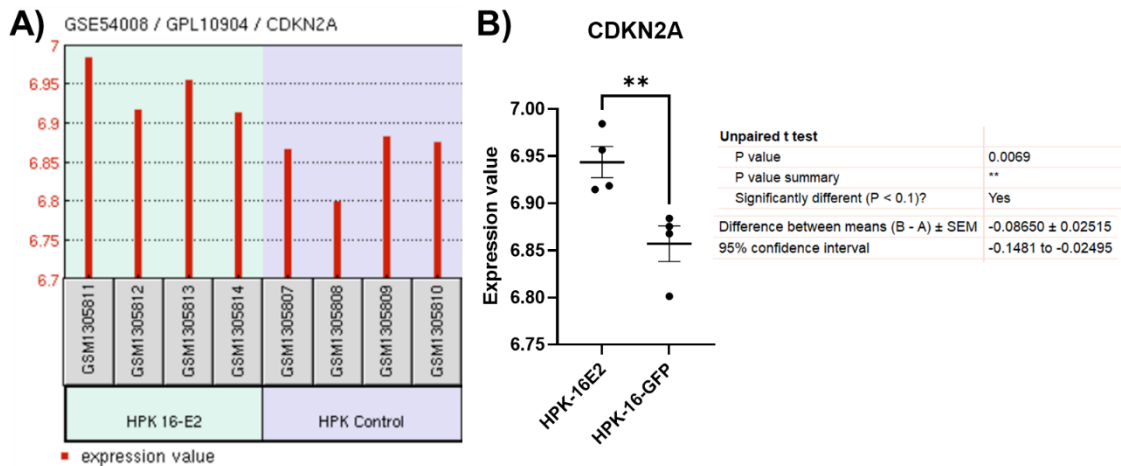 A)
GSE54008 / GPL10904 / CDKN2A
7
6.95
6.9
6.85
6.8
6.75
6.7
GSM1305811
GSM1305812
GSM1305813
GSM1305814
GSM1305807
GSM1305808
GSM1305809
GSM1305810
HPK 16-E2
HPK Control
expression value
B)
CDKN2A
**
Expression value
7.00
6.95
6.90
6.85
6.80
6.75
HPK-16E2
HPK-16-GFP
Unpaired t test
P value 0.0069
P value summary **
Significantly different (P < 0.1)? Yes
Difference between means (B - A) ± SEM -0.08650 ± 0.02515
95% confidence interval -0.1481 to -0.02495